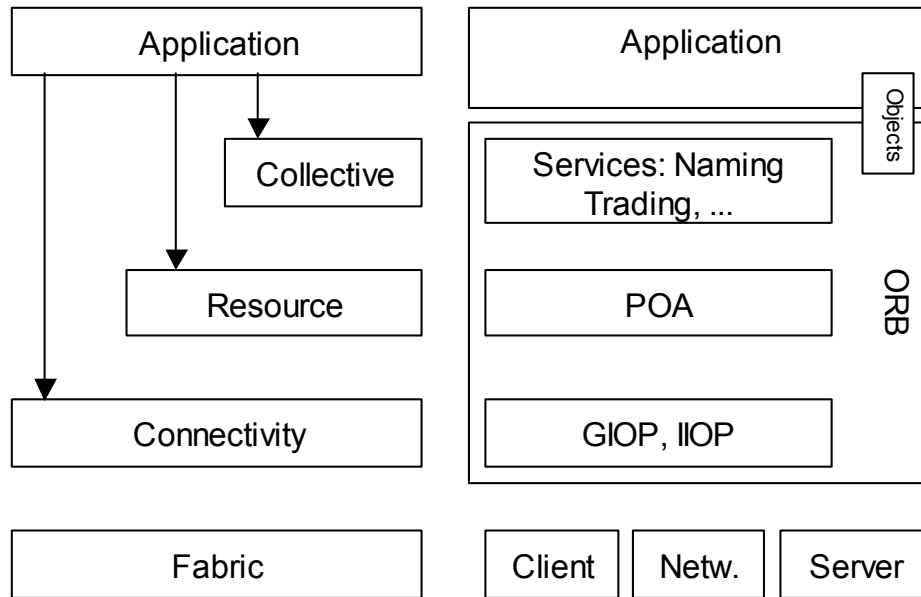 Application
Collective
Resource
Connectivity
Fabric
Application
Objects
Services: Naming
Trading, ...
POA
ORB
GIOP, IIOP
Client
Netw.
Server